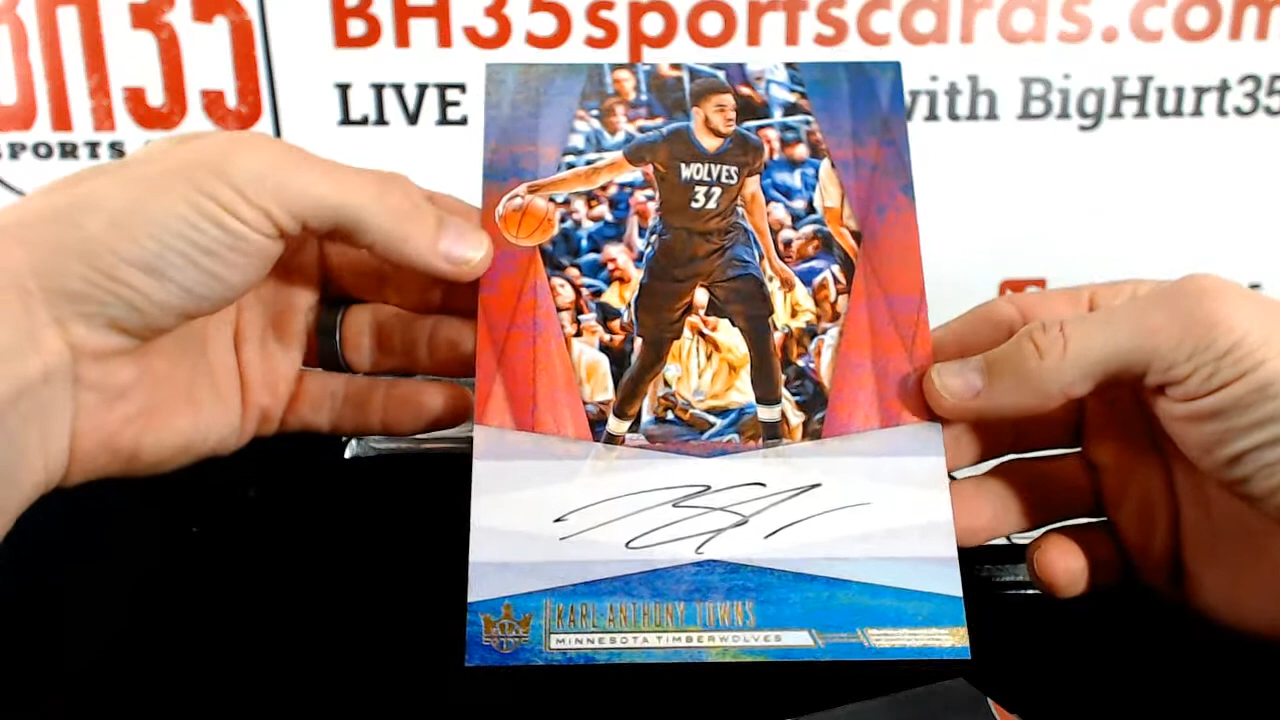 BH35
SPORTS
BH35sportscards.com
LIVE
with BigHurt35
WOLVES
32
KARL-ANTHONY TOWNS
MINNESOTA TIMBERWOLVES